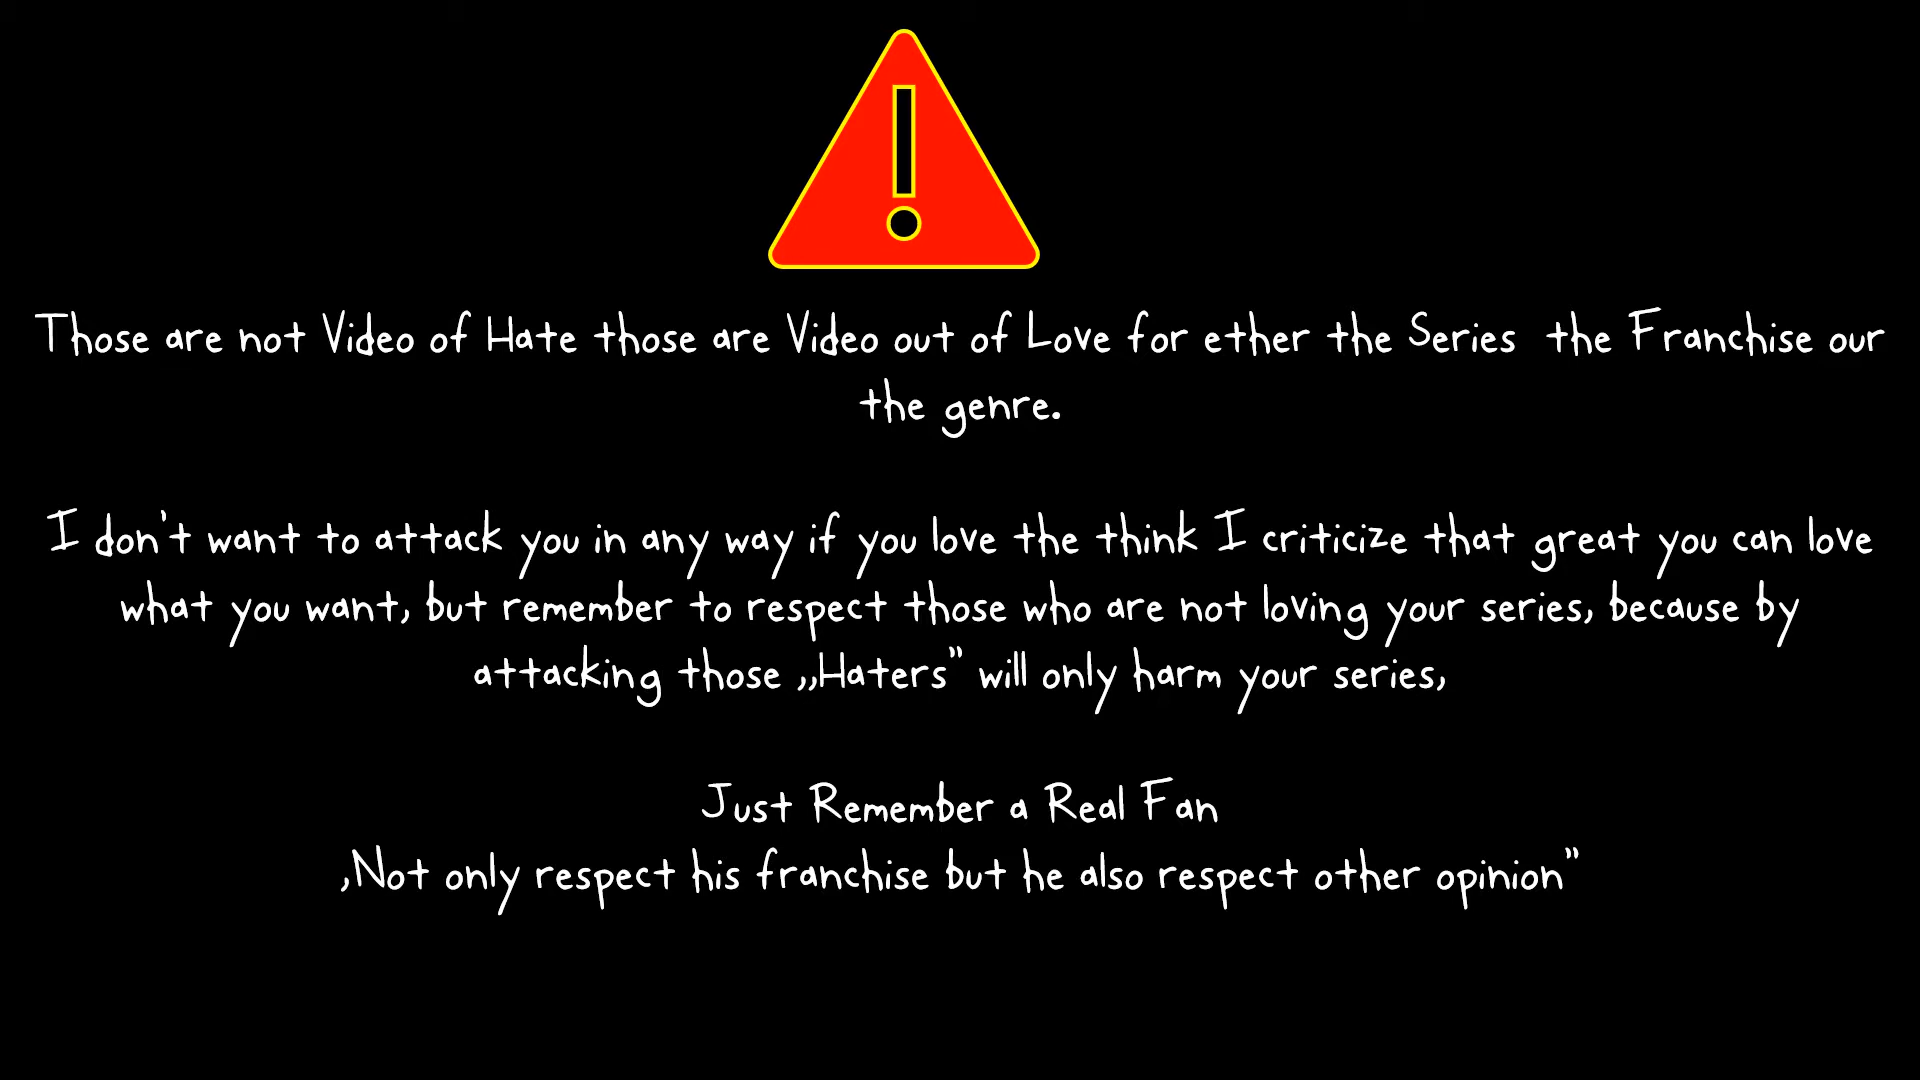 Those are not Video of Hate those are Video out of Love for ether the Series  the Franchise our
the genre.
I don't want to attack you in any way if you love the think I criticize that great you can love
what you want, but remember to respect those who are not loving your series, because by
attacking those „Haters” will only harm your series,
Just Remember a Real Fan
‚Not only respect his franchise but he also respect other opinion”